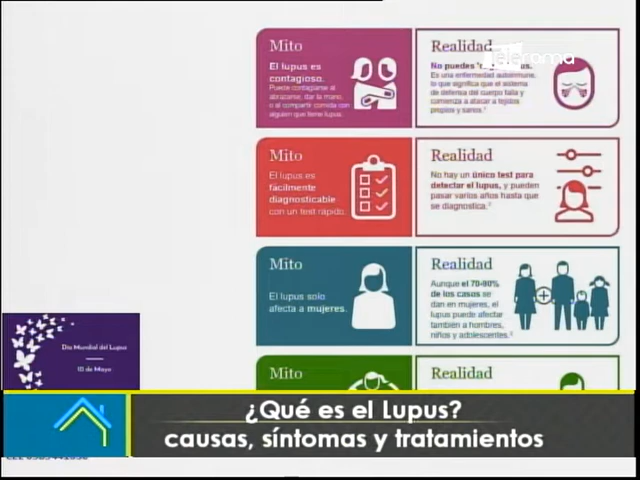 Mito
El lupus es
contagioso.
Puede contagiarse al
abrazarse, dar la mano,
o al compartir comida con
alguien que tiene lupus.
Realidad
No puedes
Es una enfermedad autoinmune,
lo que significa que el sistema
de defensa del cuerpo falla y
comienza a atacar a tejidos
propios y sanos.
Telerama
Mito
El lupus es
fácilmente
diagnosticable
con un test rápido.
Realidad
No hay un único test para
detectar el lupus, y pueden
pasar varios años hasta que
se diagnostica.²
Mito
El lupus solo
afecta a mujeres.
Realidad
Aunque el 70-90%
de los casos se
dan en mujeres, el
lupus puede afectar
también a hombres,
niños y adolescentes.²
Mito
Realidad
Día Mundial del Lupus
10 de Mayo
¿Qué es el Lupus?
causas, síntomas y tratamientos